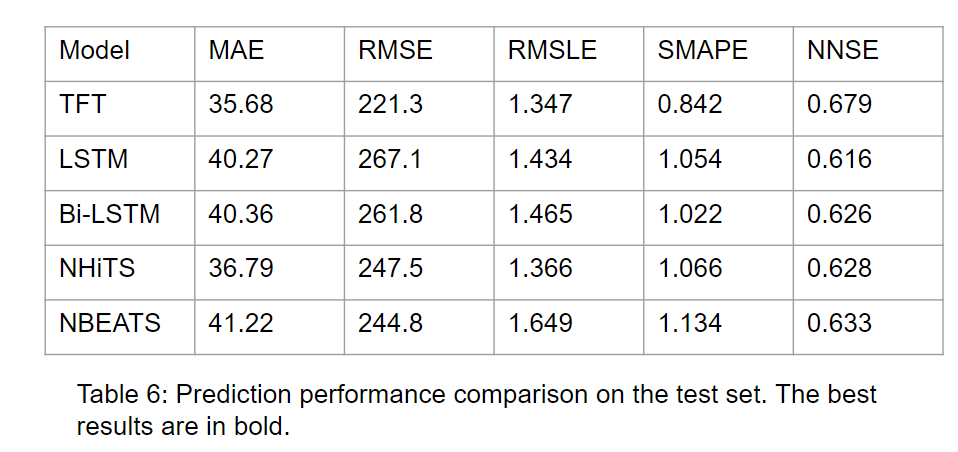 Model MAE RMSE RMSLE SMAPE NNSE
TFT 35.68 221.3 1.347 0.842 0.679
LSTM 40.27 267.1 1.434 1.054 0.616
Bi-LSTM 40.36 261.8 1.465 1.022 0.626
NHiTS 36.79 247.5 1.366 1.066 0.628
NBEATS 41.22 244.8 1.649 1.134 0.633
Table 6: Prediction performance comparison on the test set. The best
results are in bold.